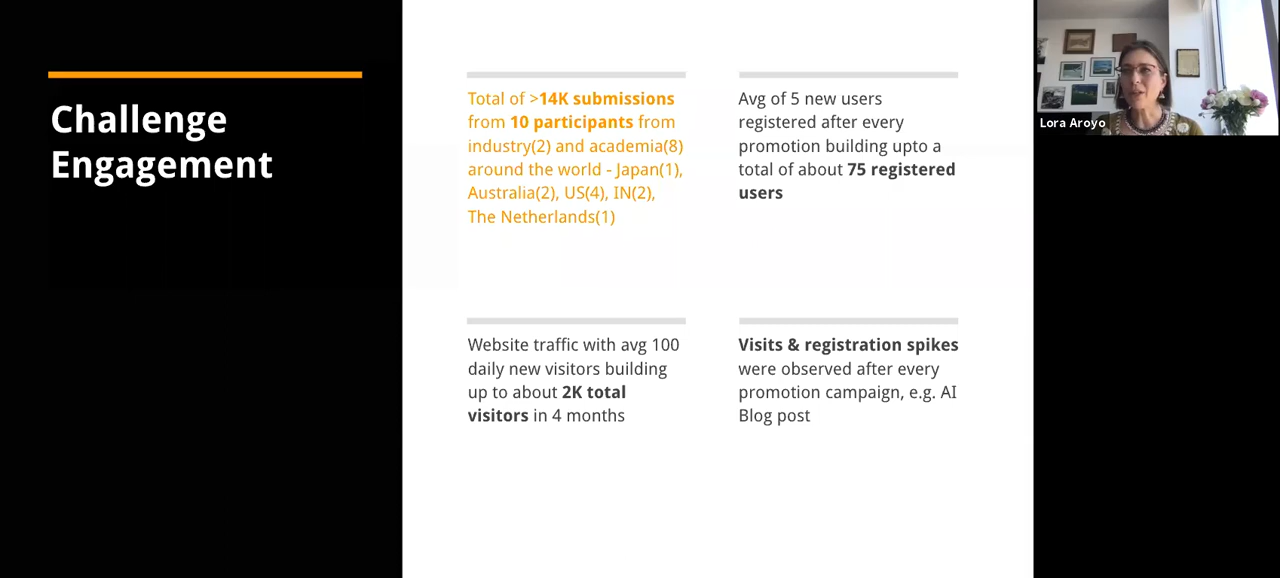 Challenge
Engagement
Total of >14K submissions
from 10 participants from
industry(2) and academia(8)
around the world - Japan(1),
Australia(2), US(4), IN(2),
The Netherlands(1)
Avg of 5 new users
registered after every
promotion building upto a
total of about 75 registered
users
Website traffic with avg 100
daily new visitors building
up to about 2K total
visitors in 4 months
Visits & registration spikes
were observed after every
promotion campaign, e.g. AI
Blog post
Lora Aroyo